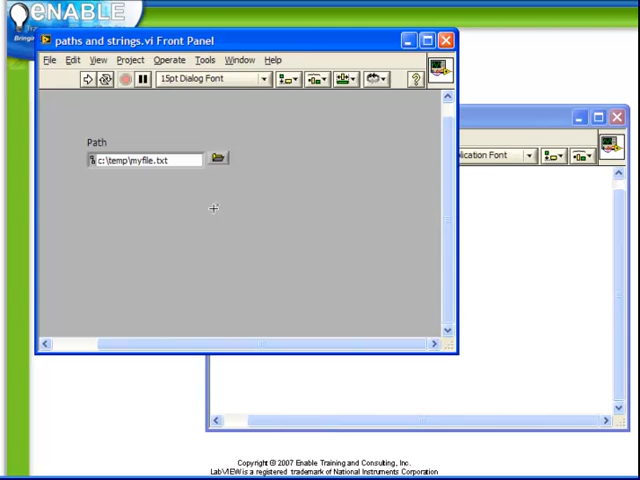 eNABLE
Bringing
paths and strings.vi Front Panel
File Edit View Project Operate Tools Window Help
15pt Dialog Font
Path
c:\temp\myfile.txt
plication Font
Copyright © 2007 Enable Training and Consulting, Inc.
LabVIEW is a registered trademark of National Instruments Corporation